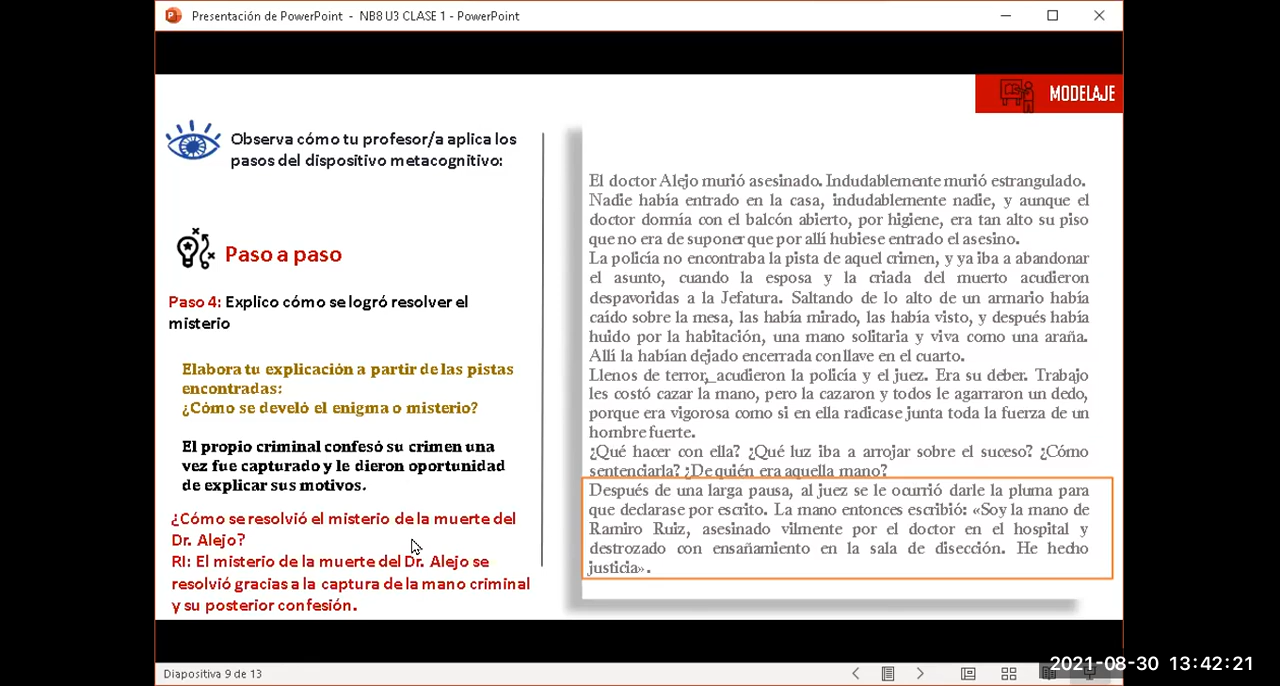 Presentación de PowerPoint - NB8 U3 CLASE 1 - PowerPoint
MODELAJE
Observa cómo tu profesor/a aplica los
pasos del dispositivo metacognitivo:
Paso a paso
Paso 4: Explico cómo se logró resolver el
misterio
Elabora tu explicación a partir de las pistas
encontradas:
¿Cómo se develó el enigma o misterio?
El propio criminal confesó su crimen una
vez fue capturado y le dieron oportunidad
de explicar sus motivos.
¿Cómo se resolvió el misterio de la muerte del
Dr. Alejo?
RI: El misterio de la muerte del Dr. Alejo se
resolvió gracias a la captura de la mano criminal
y su posterior confesión.
El doctor Alejo murió asesinado. Indudablemente murió estrangulado.
Nadie había entrado en la casa, indudablemente nadie, y aunque el
doctor dormía con el balcón abierto, por higiene, era tan alto su piso
que no era de suponer que por allí hubiese entrado el asesino.
La policía no encontraba la pista de aquel crimen, y ya iba a abandonar
el asunto, cuando la esposa y la criada del muerto acudieron
despavoridas a la Jefatura. Saltando de lo alto de un armario había
caído sobre la mesa, las había mirado, las había visto, y después había
huido por la habitación, una mano solitaria y viva como una araña.
Allí la habían dejado encerrada con llave en el cuarto.
Llenos de terror, acudieron la policía y el juez. Era su deber. Trabajo
les costó cazar la mano, pero la cazaron y todos le agarraron un dedo,
porque era vigorosa como si en ella radicase junta toda la fuerza de un
hombre fuerte.
¿Qué hacer con ella? ¿Qué luz iba a arrojar sobre el suceso? ¿Cómo
sentenciarla? ¿De quién era aquella mano?
Después de una larga pausa, al juez se le ocurrió darle la pluma para
que declarase por escrito. La mano entonces escribió: «Soy la mano de
Ramiro Ruiz, asesinado vilmente por el doctor en el hospital y
destrozado con ensañamiento en la sala de disección. He hecho
justicia».
Diapositiva 9 de 13
2021-08-30 13:42:21